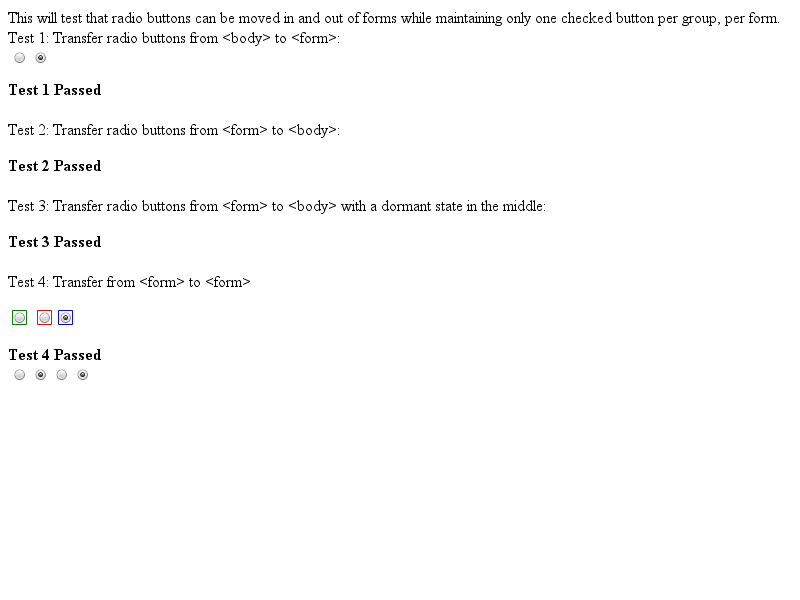 This will test that radio buttons can be moved in and out of forms while maintaining only one checked button per group, per form.
Test 1: Transfer radio buttons from <body> to <form>:
Test 1 Passed
Test 2: Transfer radio buttons from <form> to <body>:
Test 2 Passed
Test 3: Transfer radio buttons from <form> to <body> with a dormant state in the middle:
Test 3 Passed
Test 4: Transfer from <form> to <form>
Test 4 Passed